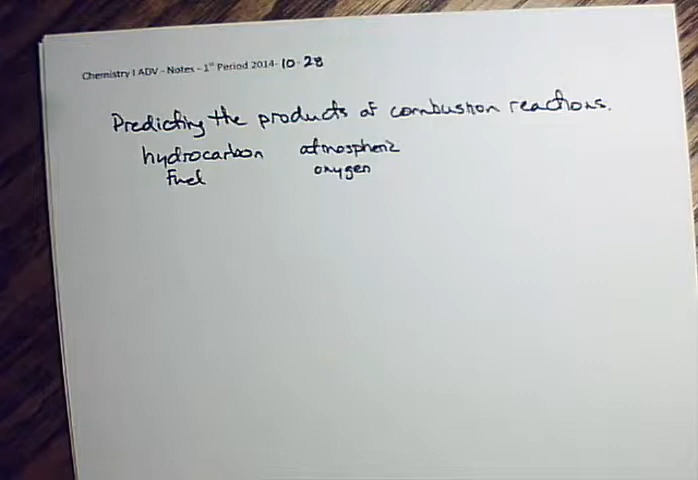 Chemistry I ADV - Notes - 1st Period 2014-10-28
Predicting the products of combustion reactions.
hydrocarbon atmospheric
fuel oxygen